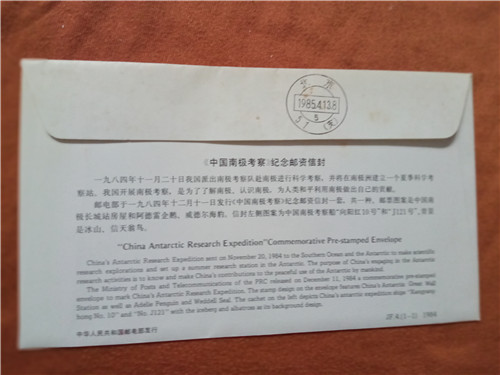 1985.4.13.8
5
51 (支)
《中国南极考察》纪念邮资信封
一九八四年十一月二十日我国派出南极考察队赴南极进行科学考察，并将在南极洲建立一个夏季科学考
察站。我国开展南极考察，是为了了解南极、认识南极，为人类和平利用南极做出自己的贡献。
邮电部于一九八四年十二月十一日发行《中国南极考察》纪念邮资信封一套，共一种，邮票图案是中国南
极长城站房屋和阿德雷企鹅、威德尔海豹。信封左侧图案为中国南极考察船“向阳红10号”和“J121号”，背景
是冰山、信天翁鸟。
"China Antarctic Research Expedition" Commemorative Pre-stamped Envelope
China's Antarctic Research Expedition sent on November 20, 1984 to the Southern Ocean and the Antarctic to make scientific
research explorations and set up a summer research station in the Antarctic. The purpose of China's engaging in the Antarctic
research activities is to know and make China's contributions to the peaceful use of the Antarctic by mankind.
The Ministry of Posts and Telecommunications of the PRC released on December 11, 1984 a commemorative pre-stamped
envelope to mark China's Antarctic Research Expedition. The stamp design on the envelope features China's Antarctic Great Wall
Station as well as Adelie Penguin and Weddell Seal. The cachet on the left depicts China's antarctic expedition ships "Xiangyang
hong No. 10" and "No. J121" with the iceberg and albatross as its background design.
中华人民共和国邮电部发行
JF.4.(1-1) 1984